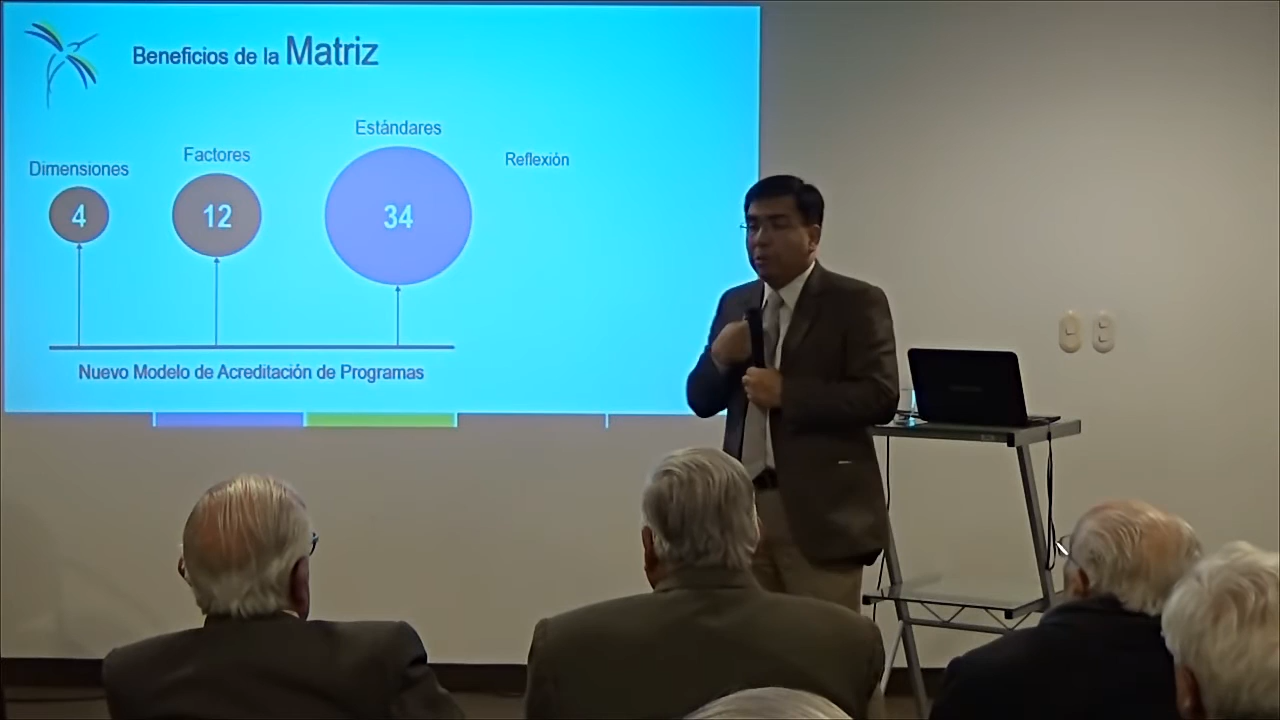 Beneficios de la Matriz
Estándares
Factores
Reflexión
Dimensiones
4
12
34
Nuevo Modelo de Acreditación de Programas